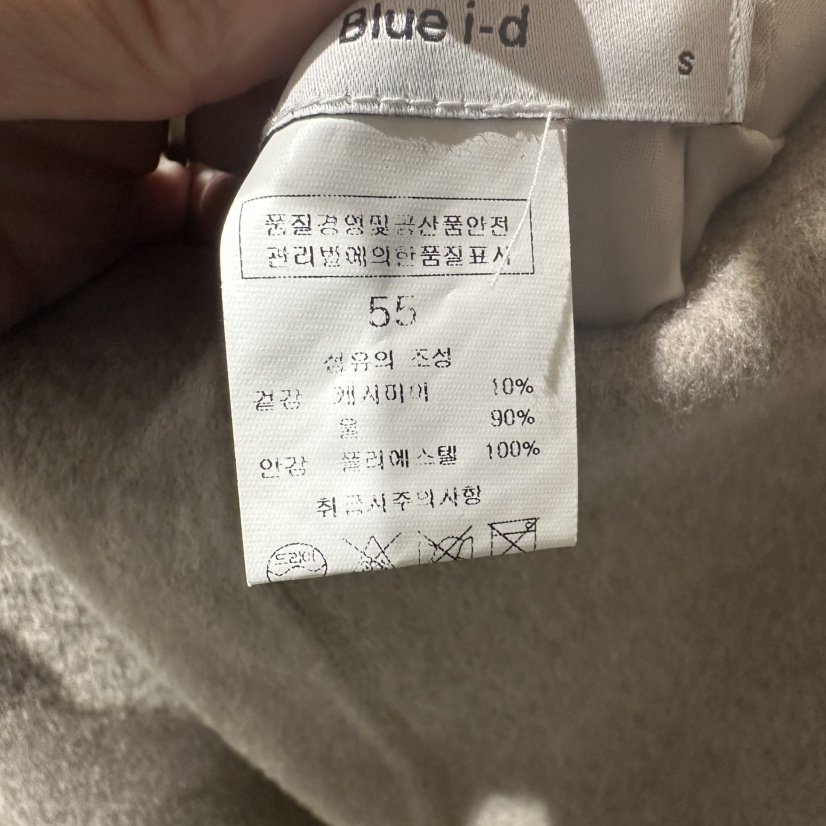 Blue i-d
S
품질경영및공산품안전
관리법에의한품질표시
55
섬유의 조성
겉감 캐시미어 10%
울 90%
안감 폴리에스텔 100%
취급시주의사항
드라이